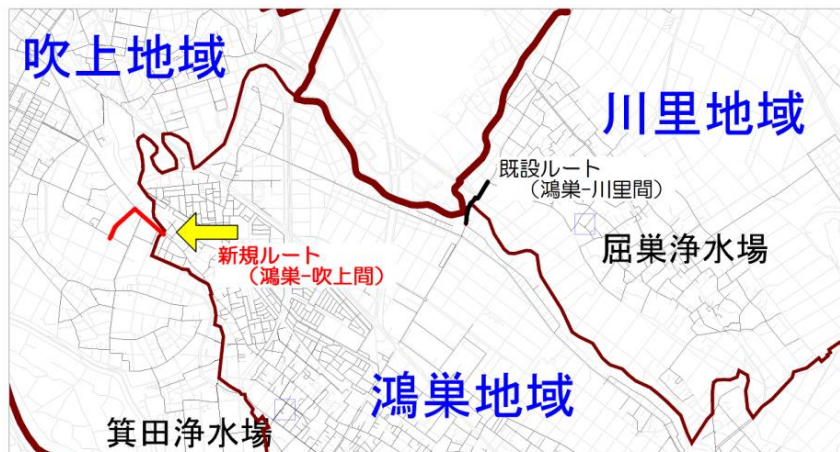 吹上地域
川里地域
既設ルート
(鴻巣-川里間)
屈巣浄水場
新規ルート
(鴻巣-吹上間)
鴻巣地域
箕田浄水場